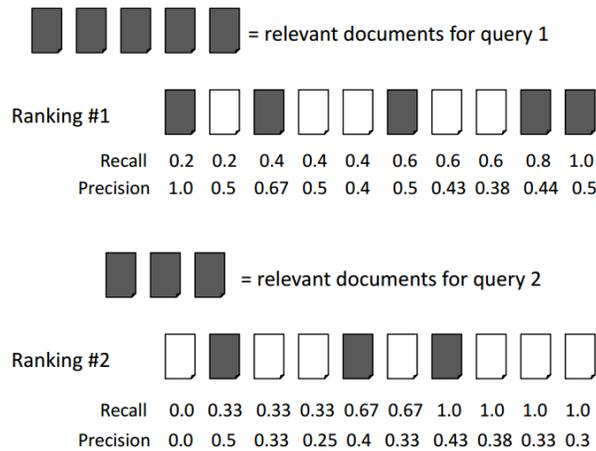 = relevant documents for query 1
Ranking #1
Recall 0.2 0.2 0.4 0.4 0.4 0.6 0.6 0.6 0.8 1.0
Precision 1.0 0.5 0.67 0.5 0.4 0.5 0.43 0.38 0.44 0.5
= relevant documents for query 2
Ranking #2
Recall 0.0 0.33 0.33 0.33 0.67 0.67 1.0 1.0 1.0 1.0
Precision 0.0 0.5 0.33 0.25 0.4 0.33 0.43 0.38 0.33 0.3